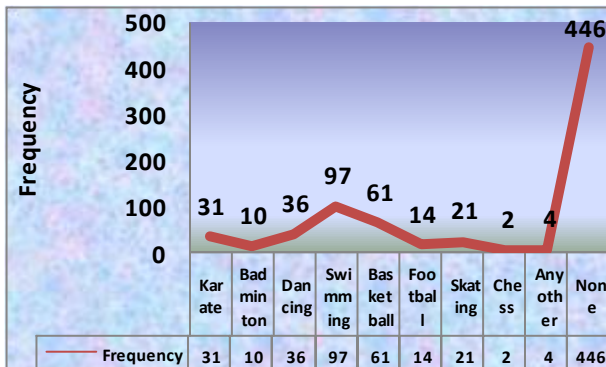 500
400
300
200
100
0
Frequency
31
10
36
97
61
14
21
2
4
446
Kar
ate
Bad
min
ton
Dan
cing
Swi
mm
ing
Bas
ket
ball
Foo
tbal
l
Skat
ing
Che
ss
Any
oth
er
Non
e
Frequency 31 10 36 97 61 14 21 2 4 446